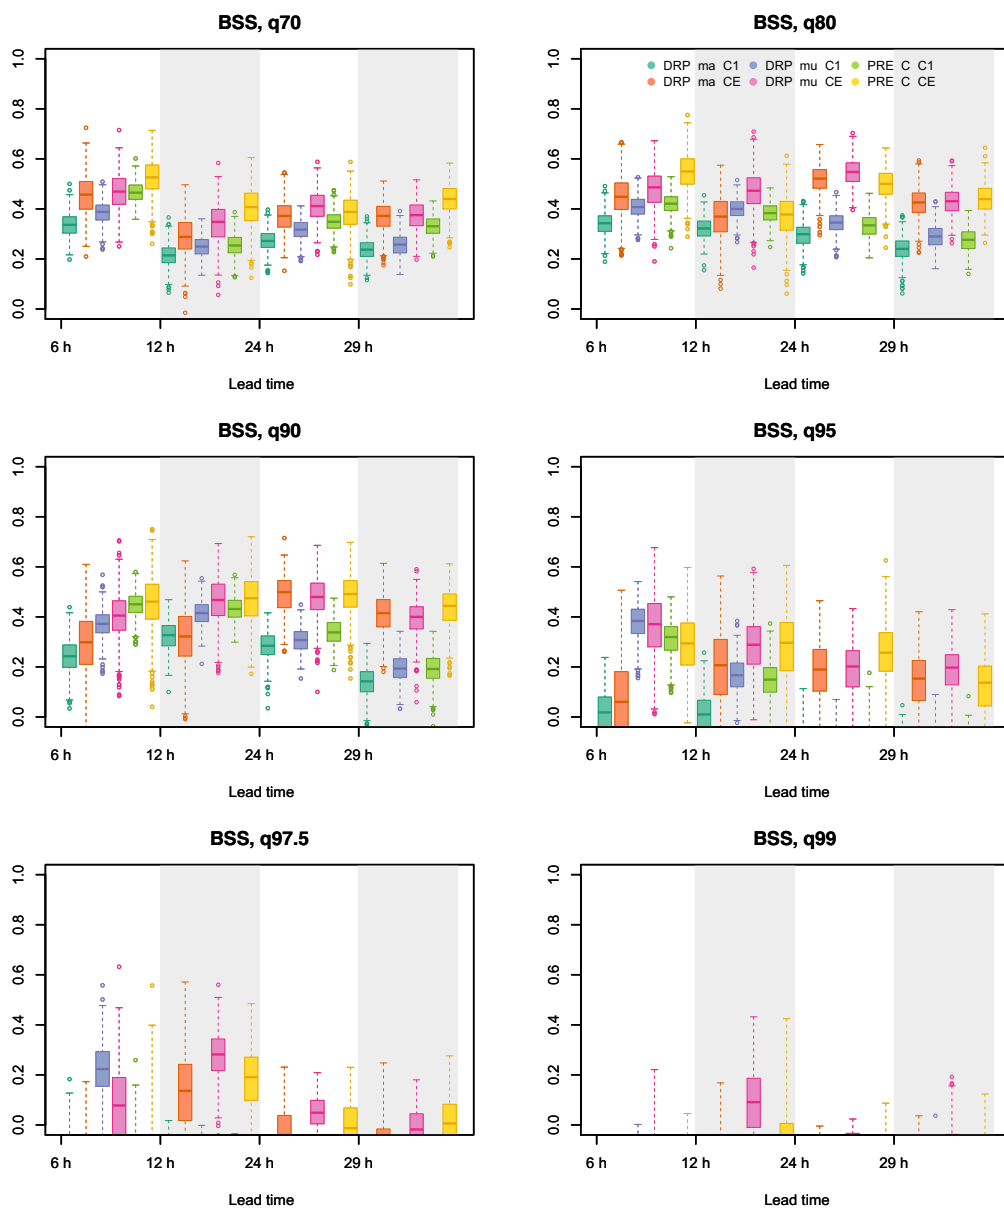 BSS, q70
1.0
0.8
0.6
0.4
0.2
0.0
6 h 12 h 24 h 29 h
Lead time
BSS, q80
DRP ma C1 DRP mu C1 PRE C C1
DRP ma CE DRP mu CE PRE C CE
1.0
0.8
0.6
0.4
0.2
0.0
6 h 12 h 24 h 29 h
Lead time
BSS, q90
1.0
0.8
0.6
0.4
0.2
0.0
6 h 12 h 24 h 29 h
Lead time
BSS, q95
1.0
0.8
0.6
0.4
0.2
0.0
6 h 12 h 24 h 29 h
Lead time
BSS, q97.5
1.0
0.8
0.6
0.4
0.2
0.0
6 h 12 h 24 h 29 h
Lead time
BSS, q99
1.0
0.8
0.6
0.4
0.2
0.0
6 h 12 h 24 h 29 h
Lead time